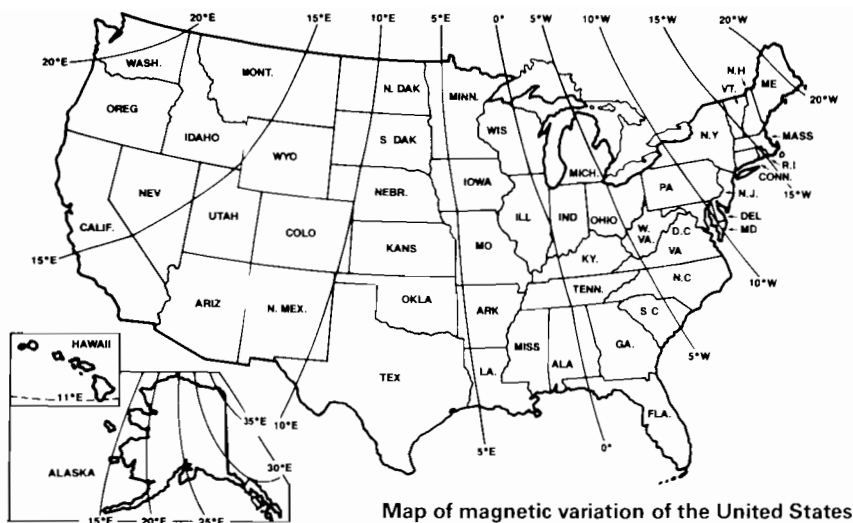 20°E 15°E 10°E 5°E 0° 5°W 10°W 15°W 20°W
20°E
WASH.
MONT.
N. DAK
MINN.
N.H
VT.
ME
20°W
OREG
IDAHO
WYO
S DAK
WIS
MICH.
N.Y
MASS
R.I
CONN.
15°W
NEV
UTAH
COLO
NEBR.
IOWA
ILL
IND
OHIO
PA
N.J.
DEL
MD
CALIF.
KANS
MO
W.
VA.
D.C
VA
KY.
15°E
ARIZ
N. MEX.
OKLA
ARK
TENN.
N.C
10°W
S C
HAWAII
11°E
TEX
LA.
MISS
ALA
GA.
5°W
FLA.
35°E
10°E
5°E
0°
ALASKA
30°E
15°E 20°E 25°E
Map of magnetic variation of the United States